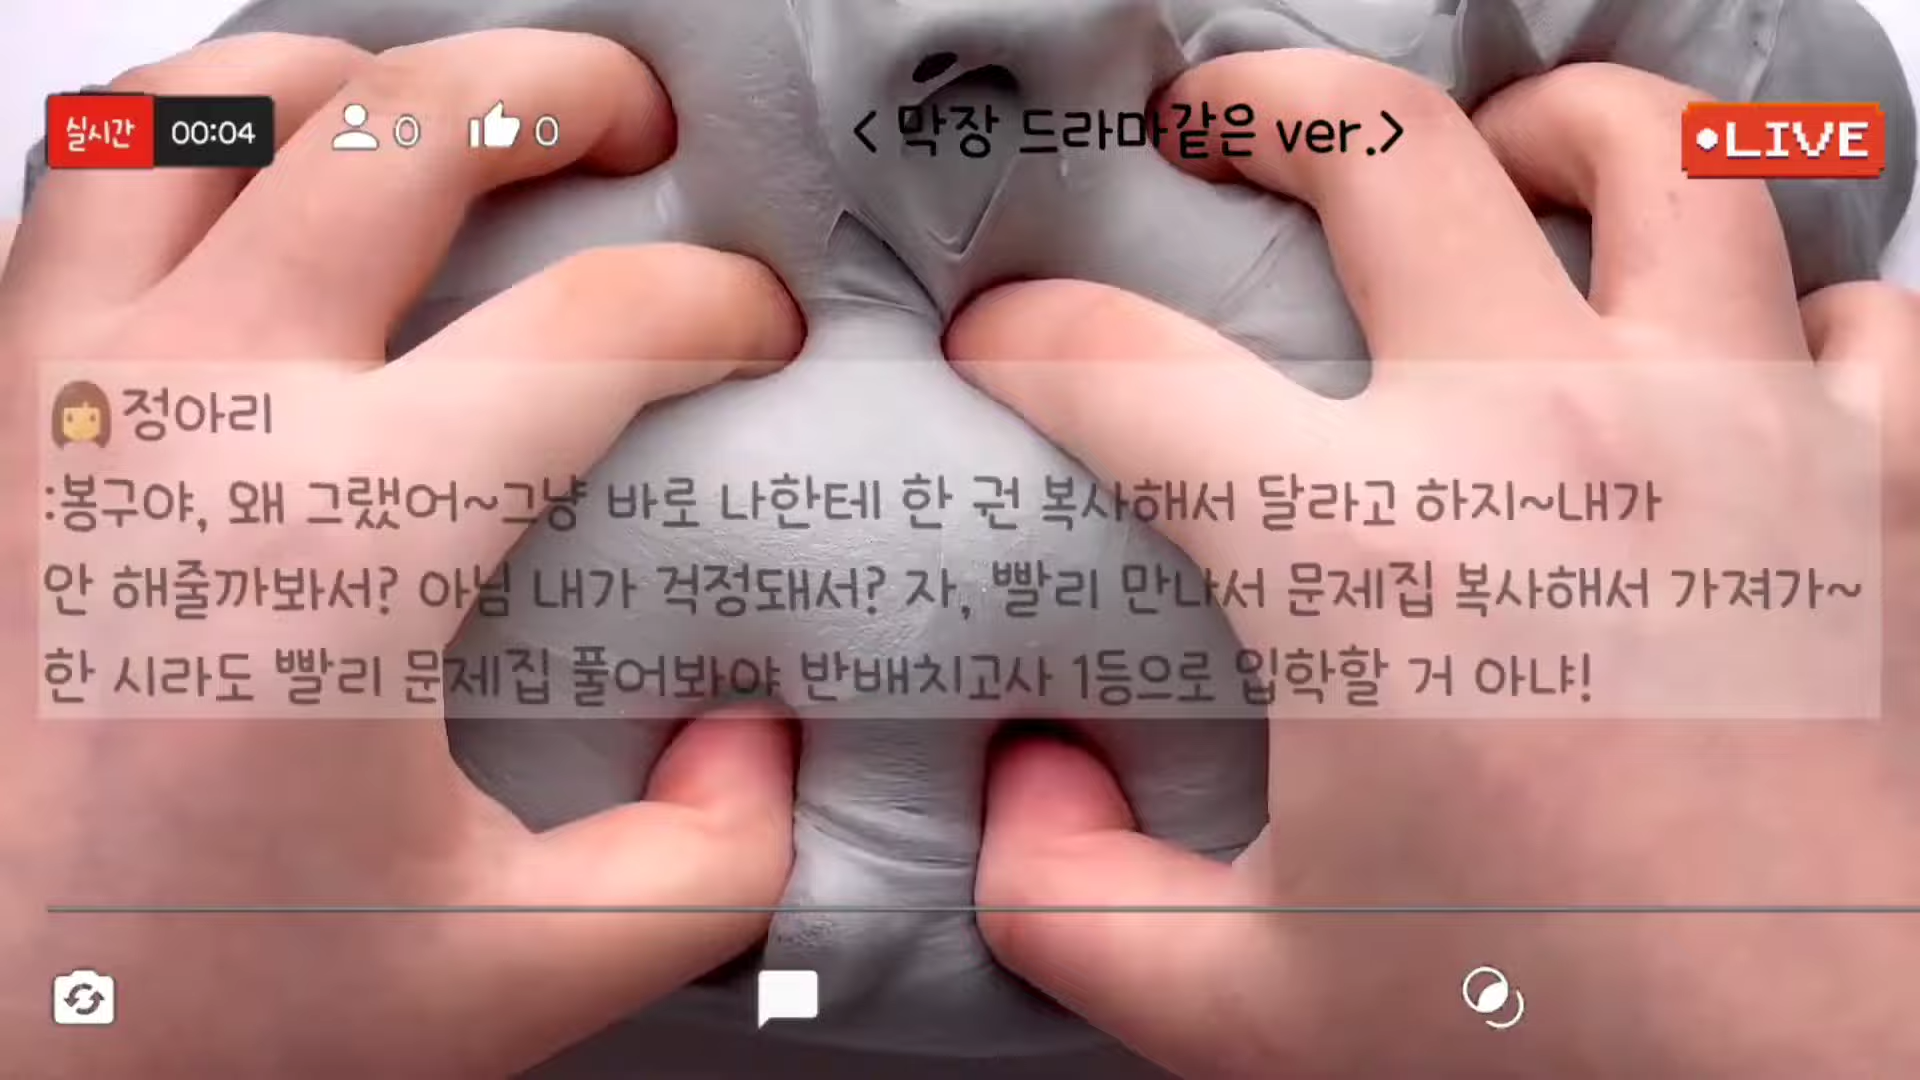 실시간 00:04 0 0 < 막장 드라마같은 ver.> •LIVE
정아리
:봉구야, 왜 그랬어~그냥 바로 나한테 한 권 복사해서 달라고 하지~내가
안 해줄까봐서? 아님 내가 걱정돼서? 자, 빨리 만나서 문제집 복사해서 가져가~
한 시라도 빨리 문제집 풀어봐야 반배치고사 1등으로 입학할 거 아냐!